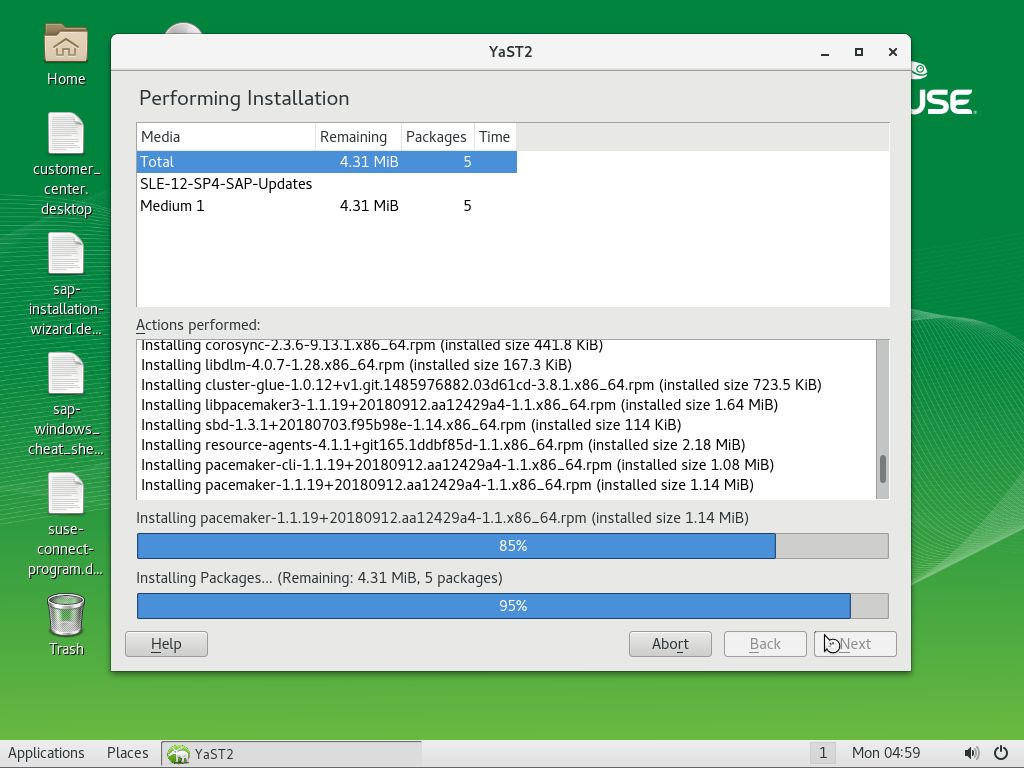 YaST2
Home
USE
Performing Installation
Media Remaining Packages Time
Total 4.31 MiB 5
SLE-12-SP4-SAP-Updates
Medium 1 4.31 MiB 5
customer_
center.
desktop
sap-
installation-
wizard.de...
sap-
windows_
cheat_she...
suse-
connect-
program.d...
Trash
Actions performed:
Installing corosync-2.3.6-9.13.1.x86_64.rpm (installed size 441.8 KiB)
Installing libdlm-4.0.7-1.28.x86_64.rpm (installed size 167.3 KiB)
Installing cluster-glue-1.0.12+v1.git.1485976882.03d61cd-3.8.1.x86_64.rpm (installed size 723.5 KiB)
Installing libpacemaker3-1.1.19+20180912.aa12429a4-1.1.x86_64.rpm (installed size 1.64 MiB)
Installing sbd-1.3.1+20180703.f95b98e-1.14.x86_64.rpm (installed size 114 KiB)
Installing resource-agents-4.1.1+git165.1ddbf85d-1.1.x86_64.rpm (installed size 2.18 MiB)
Installing pacemaker-cli-1.1.19+20180912.aa12429a4-1.1.x86_64.rpm (installed size 1.08 MiB)
Installing pacemaker-1.1.19+20180912.aa12429a4-1.1.x86_64.rpm (installed size 1.14 MiB)
Installing pacemaker-1.1.19+20180912.aa12429a4-1.1.x86_64.rpm (installed size 1.14 MiB)
85%
Installing Packages... (Remaining: 4.31 MiB, 5 packages)
95%
Help Abort Back Next
Applications Places YaST2 1 Mon 04:59